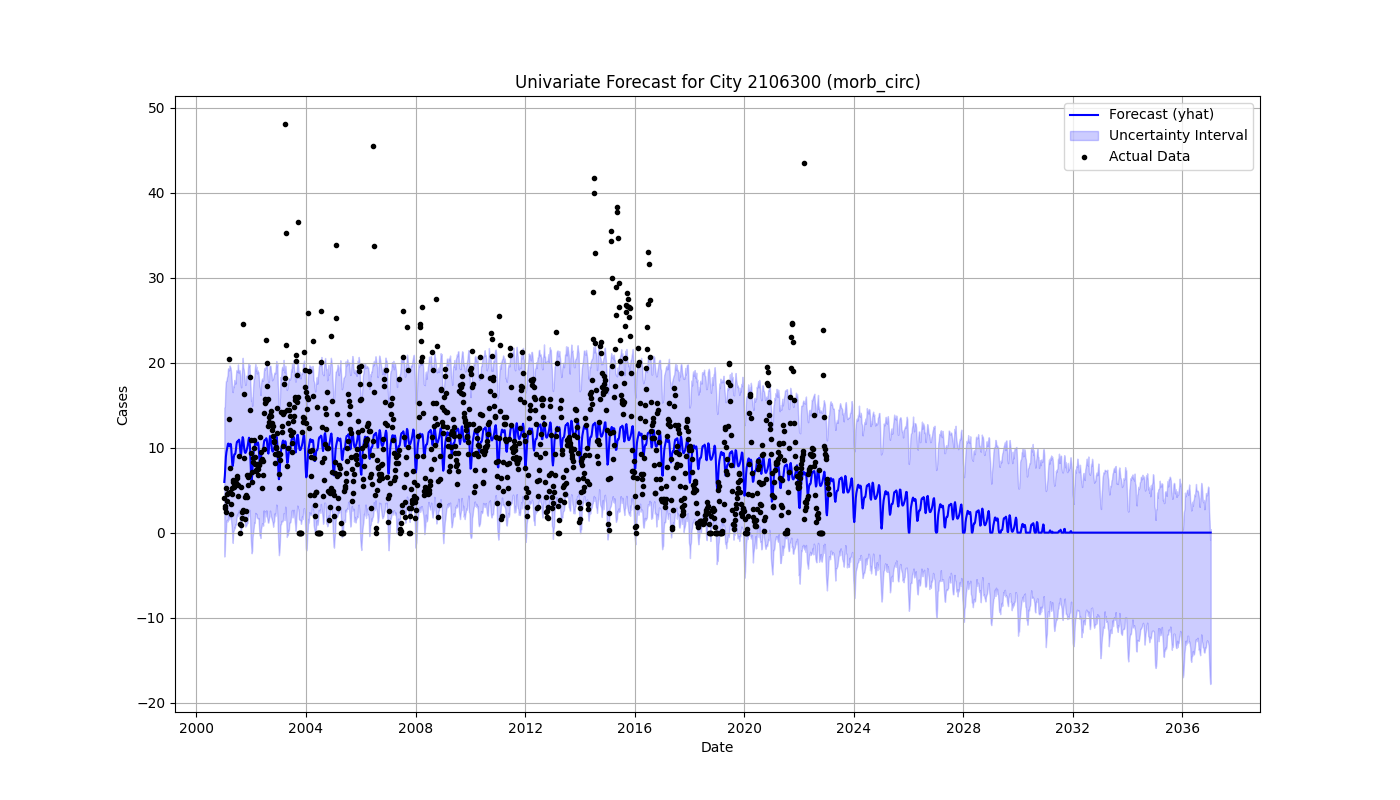 Univariate Forecast for City 2106300 (morb_circ)
Forecast (yhat)
Uncertainty Interval
Actual Data
50
40
30
20
10
0
−10
−20
Cases
2000 2004 2008 2012 2016 2020 2024 2028 2032 2036
Date